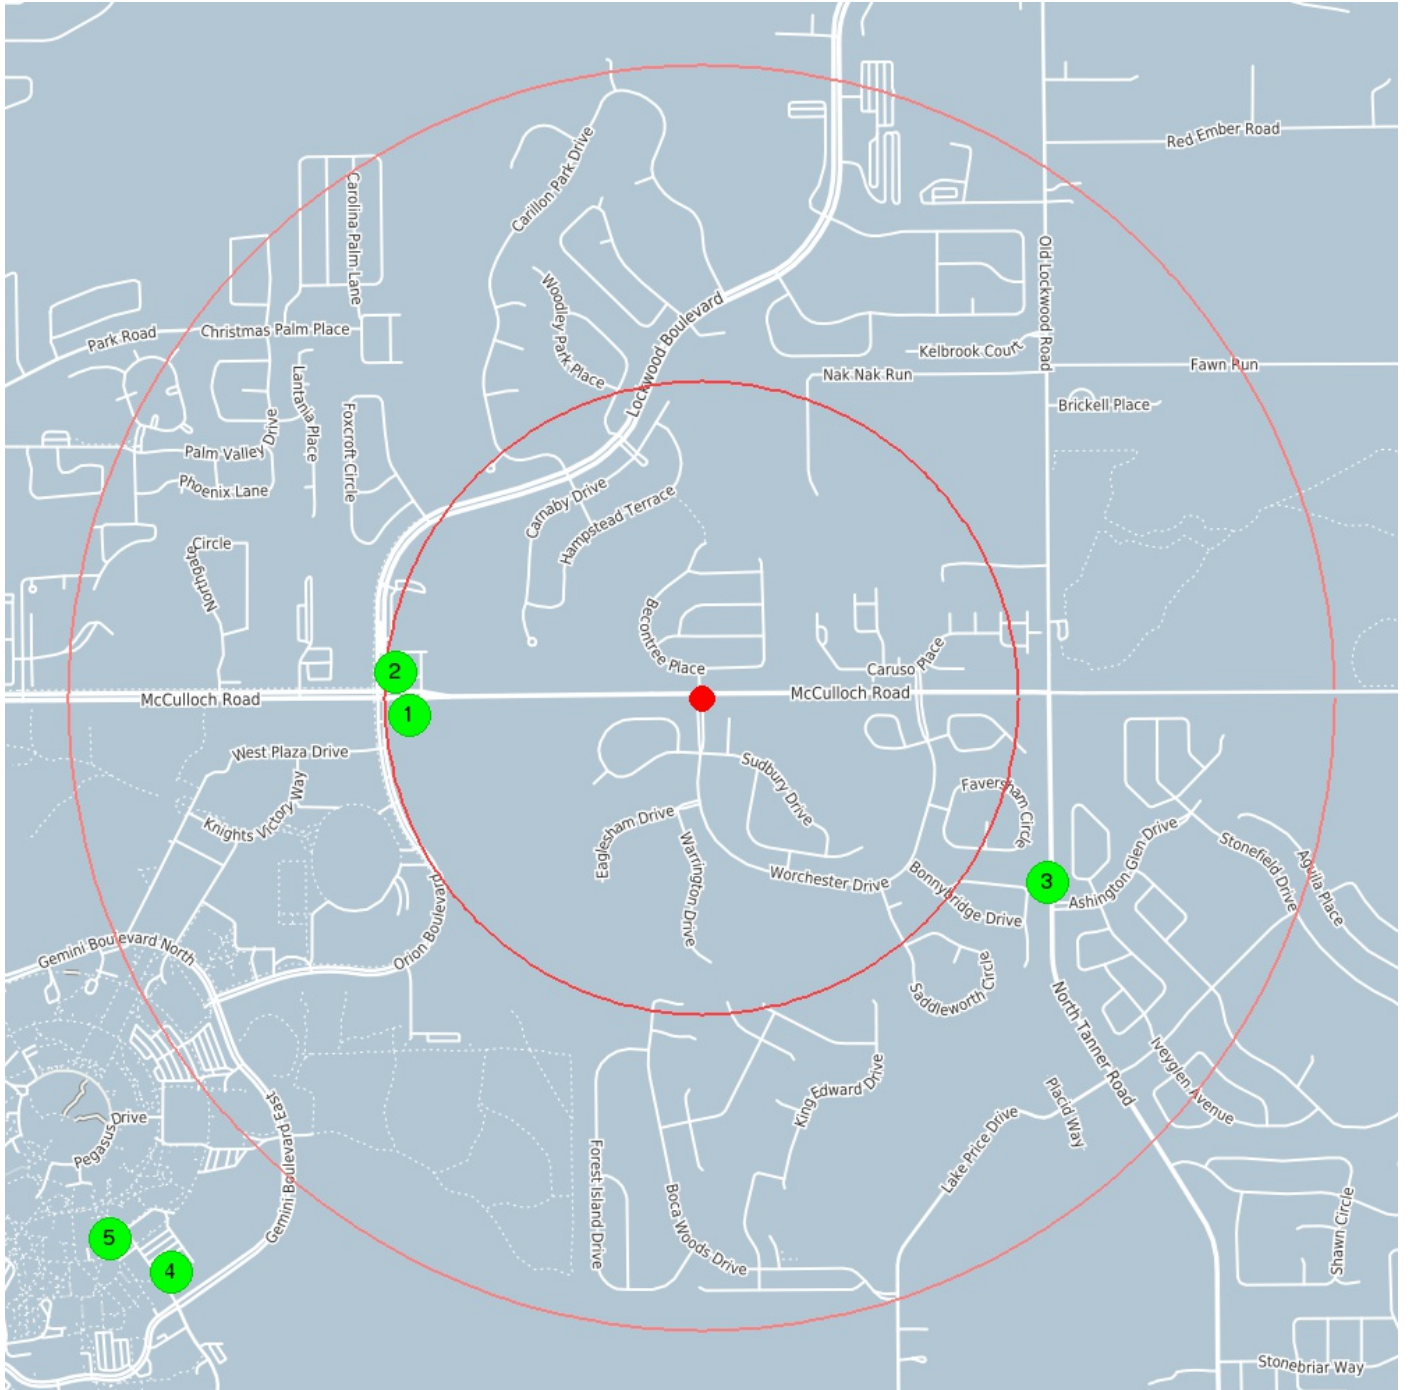 Red Ember Road
Carillon Park Drive
Carolina Palm Lane
Old Lockwood Road
Woodley Park Place
Lockwood Boulevard
Park Road
Christmas Palm Place
Kelbrook Court
Fawn Run
Nak Nak Run
Lantania Place
Foxcroft Circle
Brickell Place
Palm Valley Drive
Phoenix Lane
Carnaby Drive
Hampstead Terrace
Northgate Circle
Becontree Place
Caruso Place
2
McCulloch Road
McCulloch Road
1
West Plaza Drive
Sudbury Drive
Faversham Circle
Knights Victory Way
Eaglesham Drive
Warrington Drive
Worchester Drive
Bonnybridge Drive
3
Ashington Glen Drive
Stonefield Drive
Aguila Place
Orion Boulevard
Gemini Boulevard North
Saddleworth Circle
North Tanner Road
Iveyglen Avenue
King Edward Drive
Placid Way
Pegasus Drive
Gemini Boulevard East
Lake Price Drive
Forest Island Drive
Boca Woods Drive
Shawn Circle
5
4
Stonebriar Way